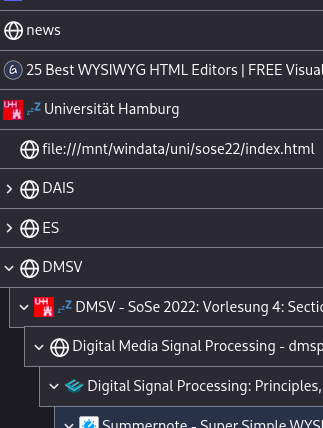 news
25 Best WYSIWYG HTML Editors | FREE Visual
Universität Hamburg
file:///mnt/windata/uni/sose22/index.html
DAIS
ES
DMSV
DMSV - SoSe 2022: Vorlesung 4: Sectio
Digital Media Signal Processing - dmsp
Digital Signal Processing: Principles,
Summernote - Super Simple WYS